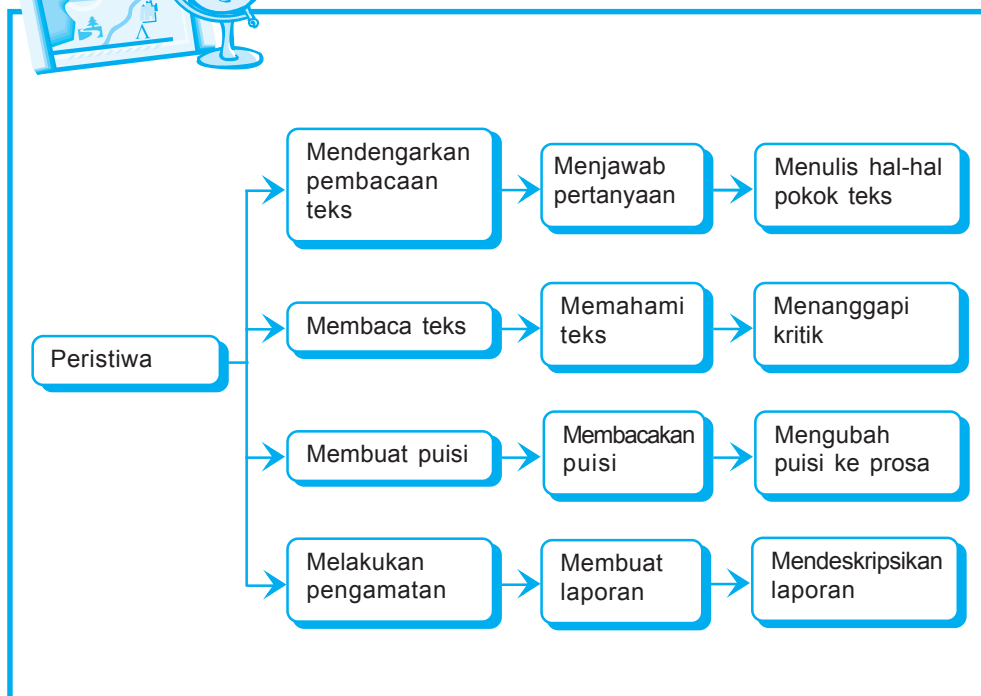 Mendengarkan
pembacaan
teks
Menjawab
pertanyaan
Menulis hal-hal
pokok teks
Membaca teks
Memahami
teks
Menanggapi
kritik
Peristiwa
Membuat puisi
Membacakan
puisi
Mengubah
puisi ke prosa
Melakukan
pengamatan
Membuat
laporan
Mendeskripsikan
laporan